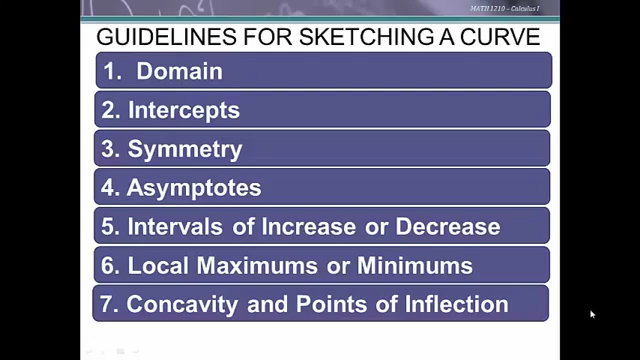 MATH 1210 – Calculus I
GUIDELINES FOR SKETCHING A CURVE
1. Domain
2. Intercepts
3. Symmetry
4. Asymptotes
5. Intervals of Increase or Decrease
6. Local Maximums or Minimums
7. Concavity and Points of Inflection